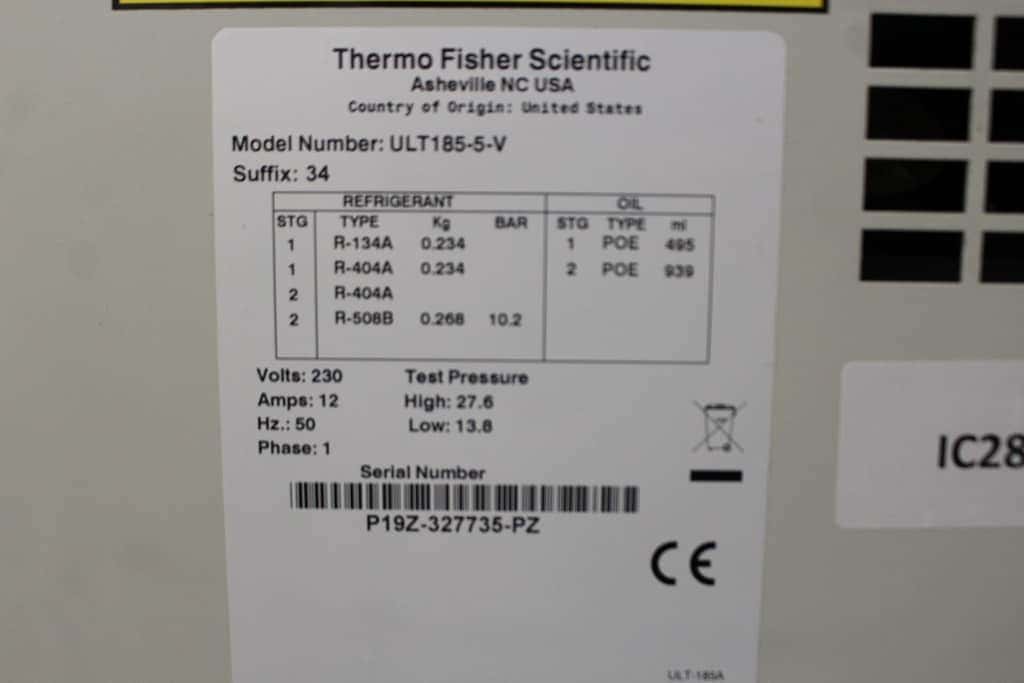 Thermo Fisher Scientific
Asheville NC USA
Country of Origin: United States
Model Number: ULT185-5-V
Suffix: 34
REFRIGERANT OIL
STG TYPE Kg BAR STG TYPE ml
1 R-134A 0.234 1 POE 495
1 R-404A 0.234 2 POE 939
2 R-404A
2 R-508B 0.268 10.2
Volts: 230 Test Pressure
Amps: 12 High: 27.6
Hz.: 50 Low: 13.8
Phase: 1
Serial Number
P19Z-327735-PZ
CE
ULT-185A
IC28